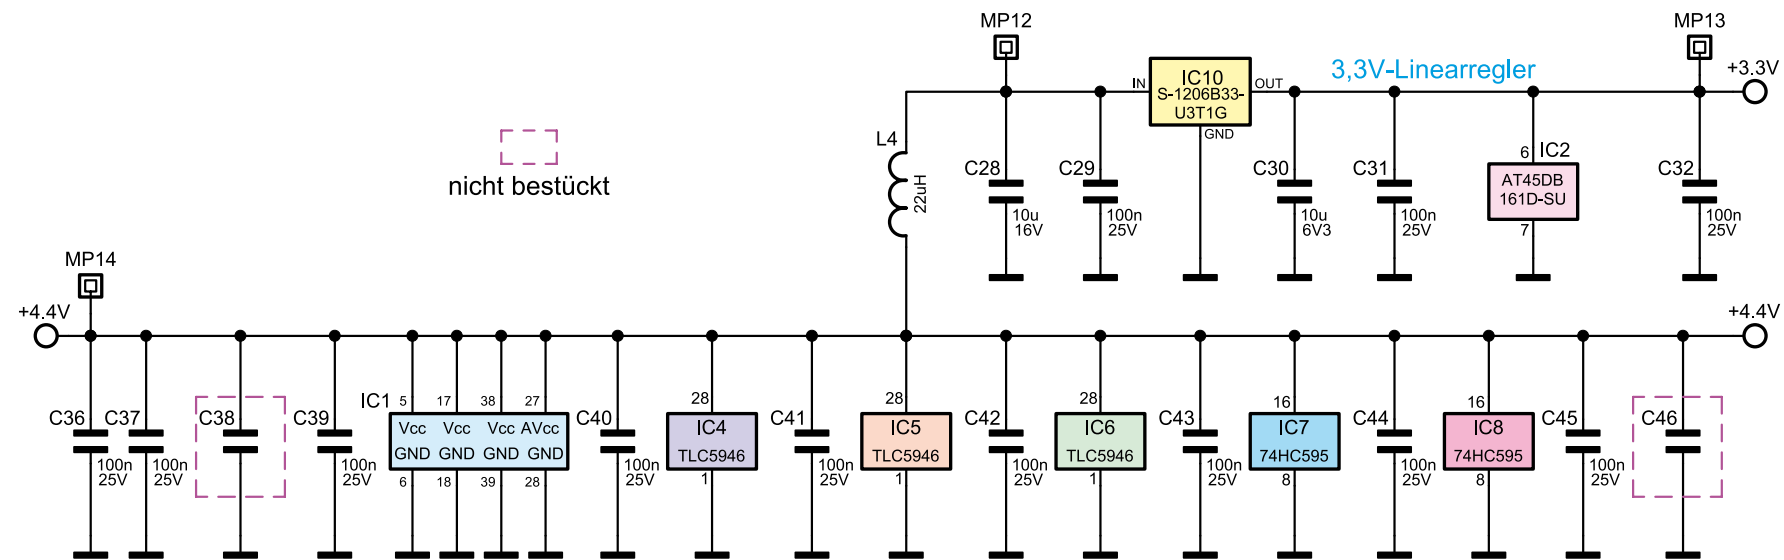 MP12
MP13
3,3V-Linearregler
+3.3V
IN
IC10
S-1206B33-
U3T1G
OUT
GND
L4
22uH
C28
10u
16V
C29
100n
25V
C30
10u
6V3
C31
100n
25V
6
IC2
AT45DB
161D-SU
7
C32
100n
25V
nicht bestückt
MP14
+4.4V
+4.4V
C36
100n
25V
C37
100n
25V
C38
C39
100n
25V
IC1
5
17
38
27
Vcc
Vcc
Vcc
AVcc
GND
GND
GND
GND
6
18
39
28
C40
100n
25V
28
IC4
TLC5946
1
C41
100n
25V
28
IC5
TLC5946
1
C42
100n
25V
28
IC6
TLC5946
1
C43
100n
25V
16
IC7
74HC595
8
C44
100n
25V
16
IC8
74HC595
8
C45
100n
25V
C46